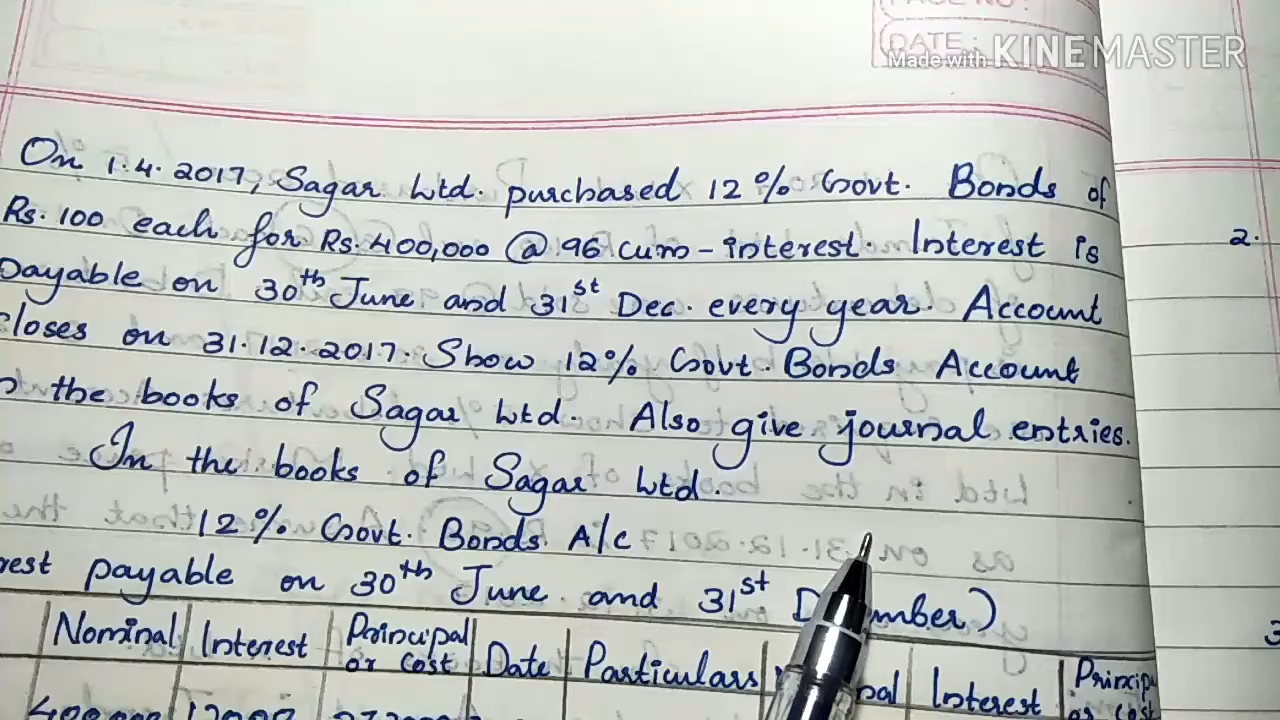 DATE:
Made with KINEMASTER
On 1.4.2017, Sagar Ltd. purchased 12% Govt. Bonds of
Rs. 100 each for Rs. 400,000 @ 96 cum-interest. Interest is
payable on 30th June and 31st Dec. every year. Account
closes on 31.12.2017. Show 12% Govt. Bonds Account
the books of Sagar Ltd. Also give journal entries.
In the books of Sagar Ltd.
12% Govt. Bonds A/c
payable on 30th June and 31st
Nominal Interest Principal or Cost Date Particulars Interest
400,000 12000
2.
3